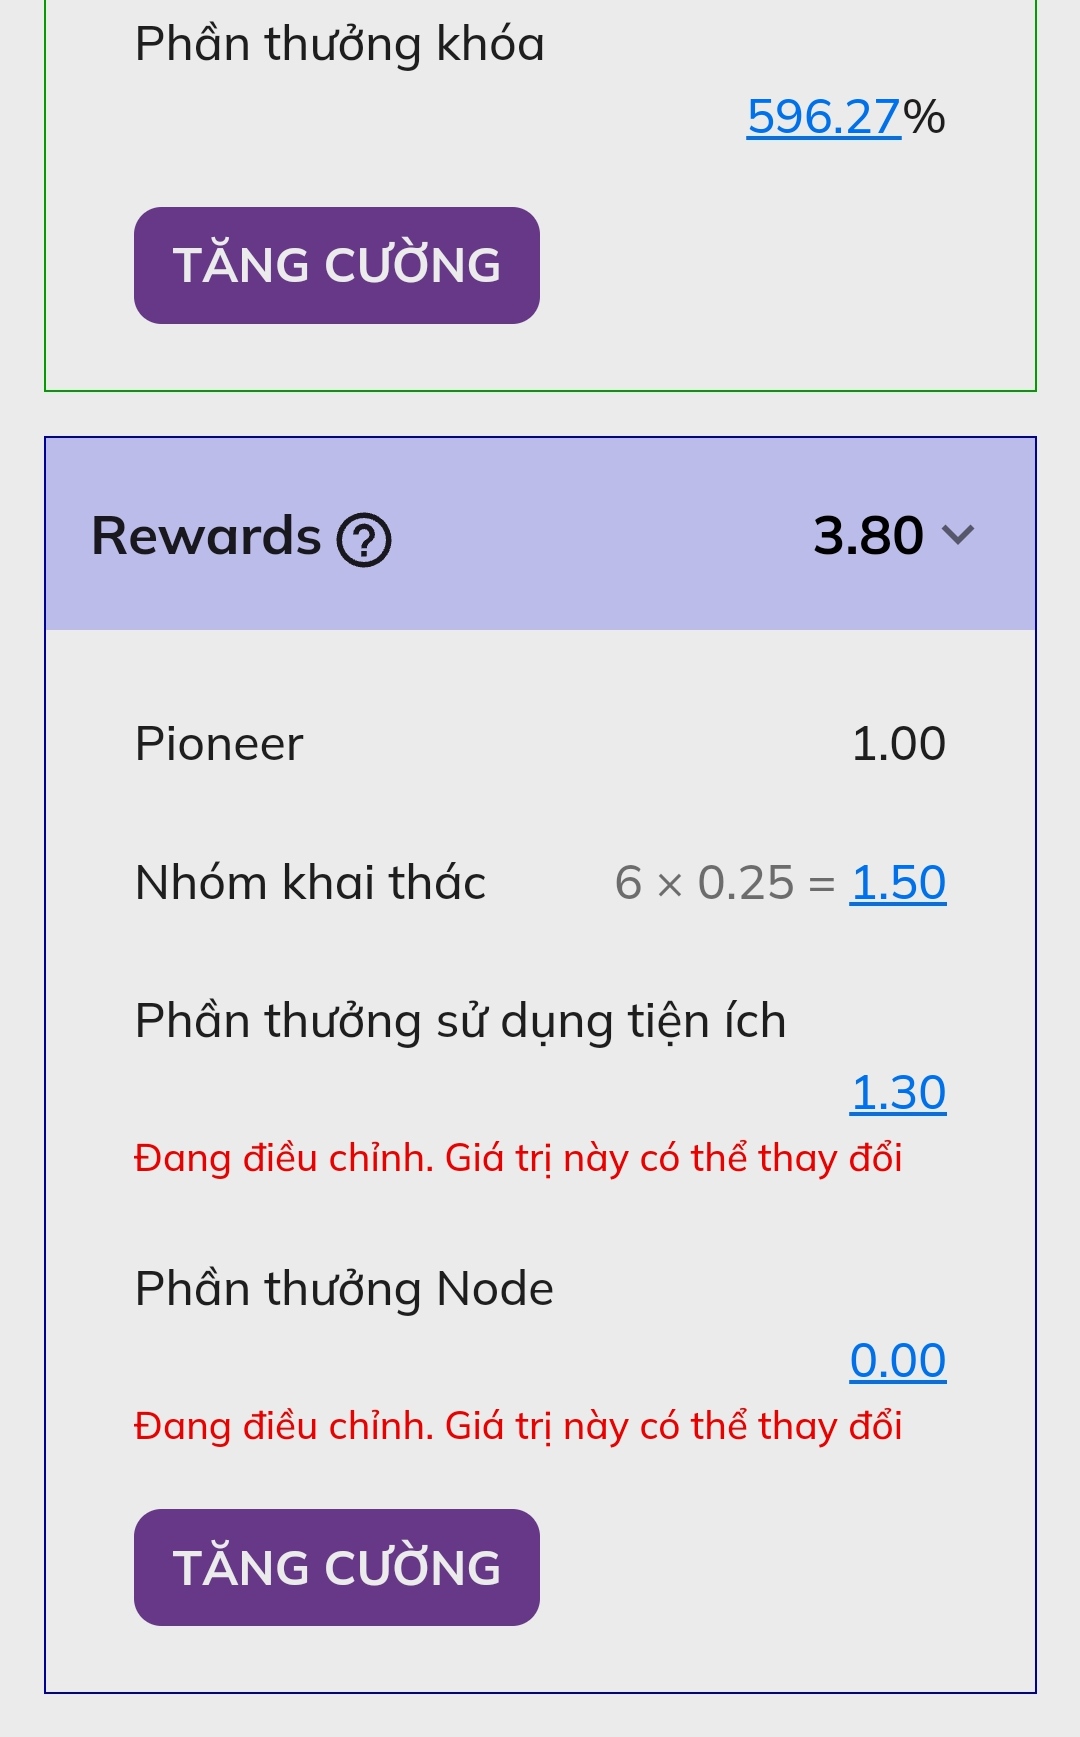 Phần thưởng khóa
596.27%
TĂNG CƯỜNG
Rewards ? 3.80
Pioneer 1.00
Nhóm khai thác 6 × 0.25 = 1.50
Phần thưởng sử dụng tiện ích
1.30
Đang điều chỉnh. Giá trị này có thể thay đổi
Phần thưởng Node
0.00
Đang điều chỉnh. Giá trị này có thể thay đổi
TĂNG CƯỜNG